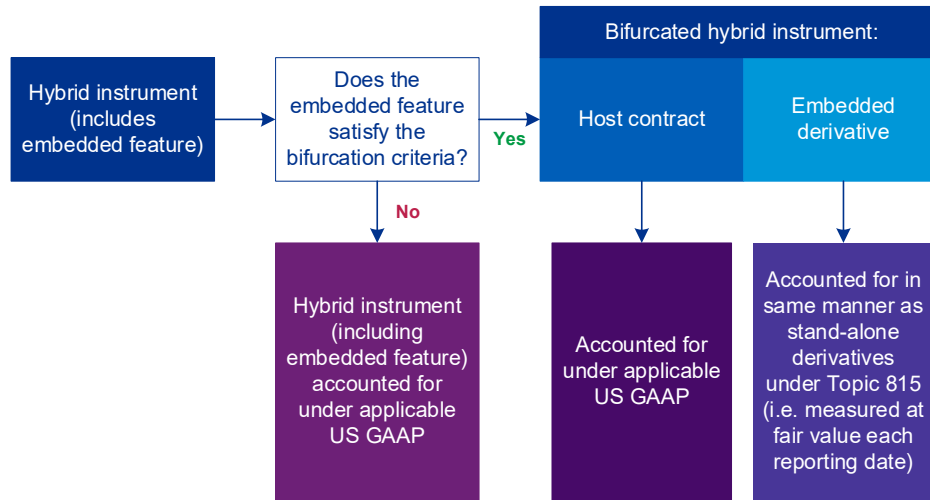 Hybrid instrument
(includes
embedded feature)
Does the
embedded feature
satisfy the
bifurcation criteria?
Yes
No
Bifurcated hybrid instrument:
Host contract
Embedded
derivative
Hybrid instrument
(including
embedded feature)
accounted for
under applicable
US GAAP
Accounted for
under applicable
US GAAP
Accounted for in
same manner as
stand-alone
derivatives
under Topic 815
(i.e. measured at
fair value each
reporting date)